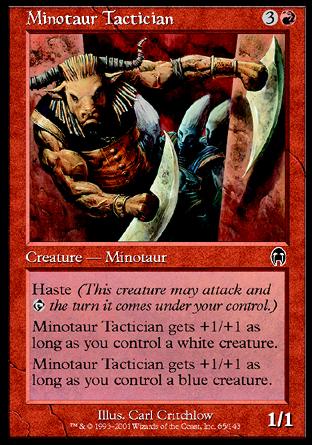 Minotaur Tactician 3
Creature — Minotaur
Haste (This creature may attack and
the turn it comes under your control.)
Minotaur Tactician gets +1/+1 as
long as you control a white creature.
Minotaur Tactician gets +1/+1 as
long as you control a blue creature.
Illus. Carl Critchlow
™ & © 1993–2001 Wizards of the Coast, Inc. 65/143
1/1